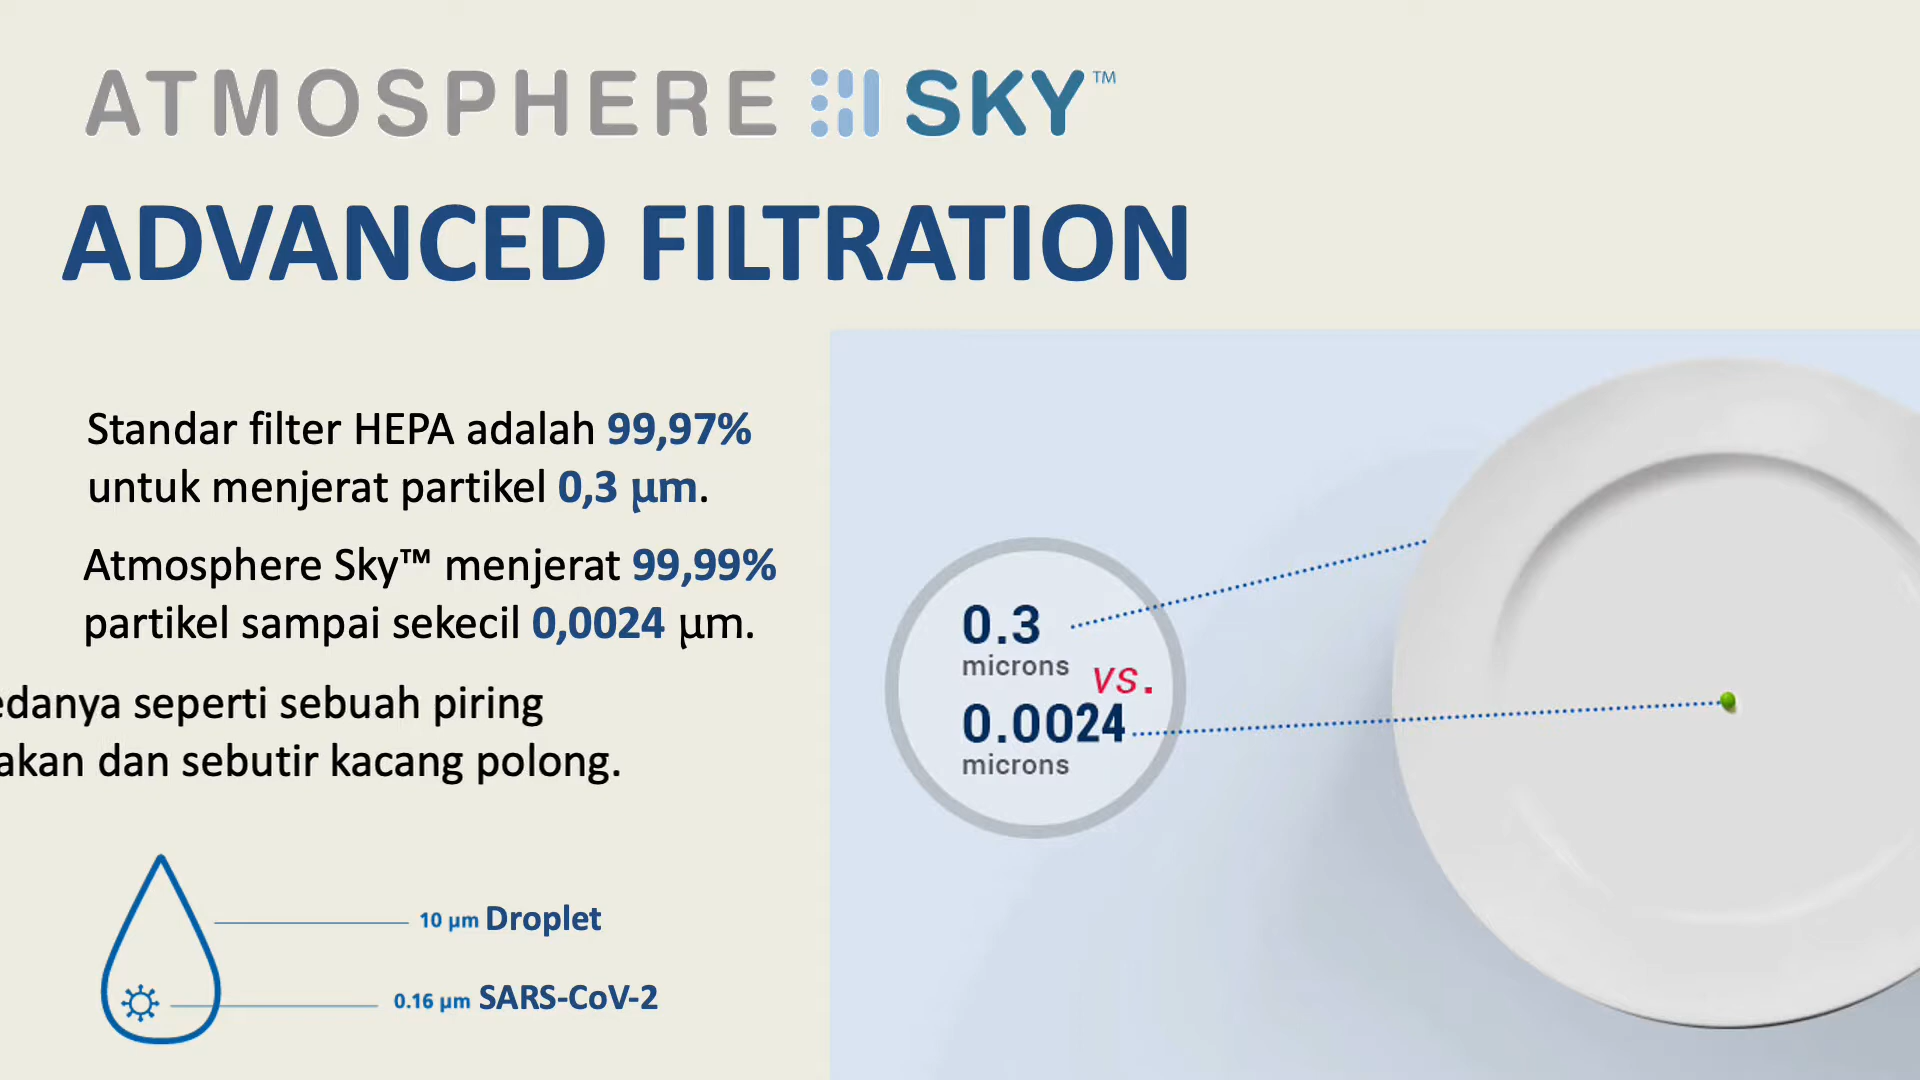 ATMOSPHERE SKY™
ADVANCED FILTRATION
Standar filter HEPA adalah 99,97%
untuk menjerat partikel 0,3 µm.
Atmosphere Sky™ menjerat 99,99%
partikel sampai sekecil 0,0024 µm.
edanya seperti sebuah piring
akan dan sebutir kacang polong.
0.3
microns
vs.
0.0024
microns
10 µm Droplet
0.16 µm SARS-CoV-2